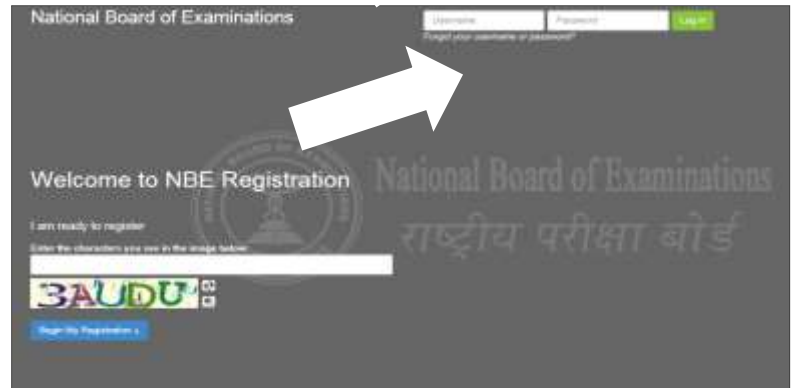 National Board of Examinations
Username Password Log in
Forgot your username or password?
Welcome to NBE Registration
National Board of Examinations
राष्ट्रीय परीक्षा बोर्ड
I am ready to register
Enter the characters you see in the image below:
3AUDU
Begin My Registration »